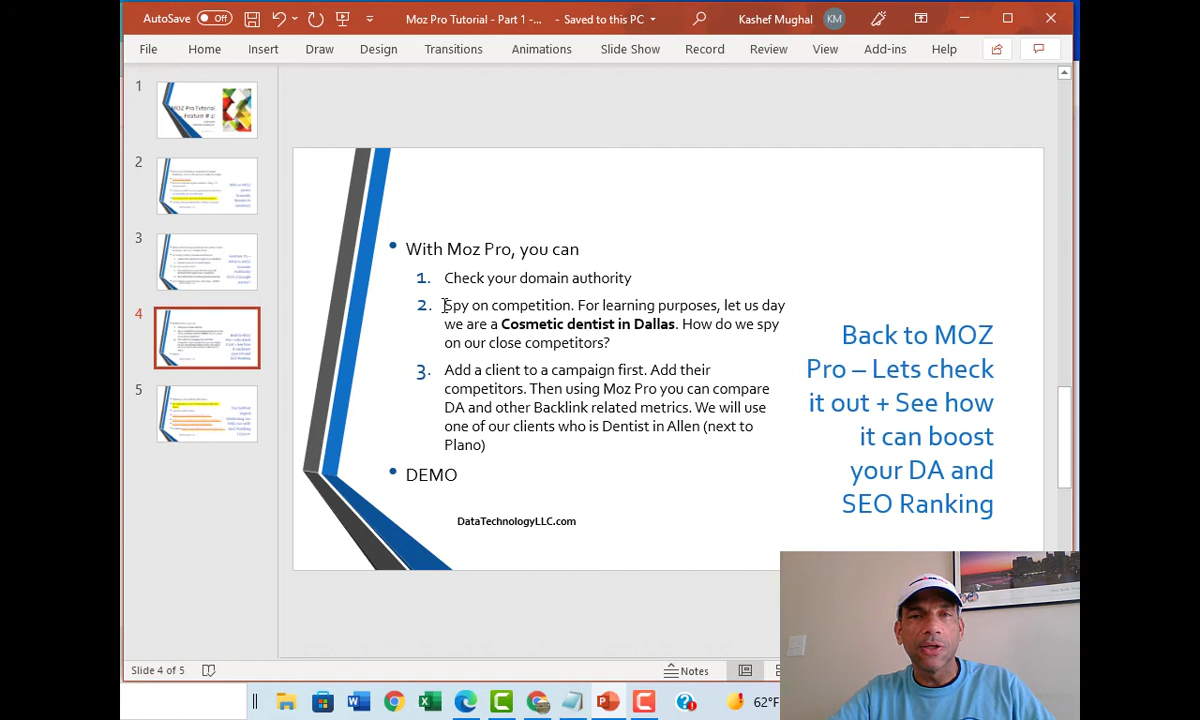 AutoSave Off Moz Pro Tutorial - Part 1 -... - Saved to this PC Kashef Mughal KM
File Home Insert Draw Design Transitions Animations Slide Show Record Review View Add-ins Help
1
MOZ Pro Tutorial
Feature # 1!
2
3
4
5
• With Moz Pro, you can
1. Check your domain authority
2. Spy on competition. For learning purposes, let us day
we are a Cosmetic dentist in Dallas. How do we spy
on our close competitors?
3. Add a client to a campaign first. Add their
competitors. Then using Moz Pro you can compare
DA and other Backlink related metrics. We will use
one of our clients who is Dentist in Allen (next to
Plano)
• DEMO
DataTechnologyLLC.com
Back to MOZ
Pro – Lets check
it out + See how
it can boost
your DA and
SEO Ranking
Slide 4 of 5 Notes
62°F